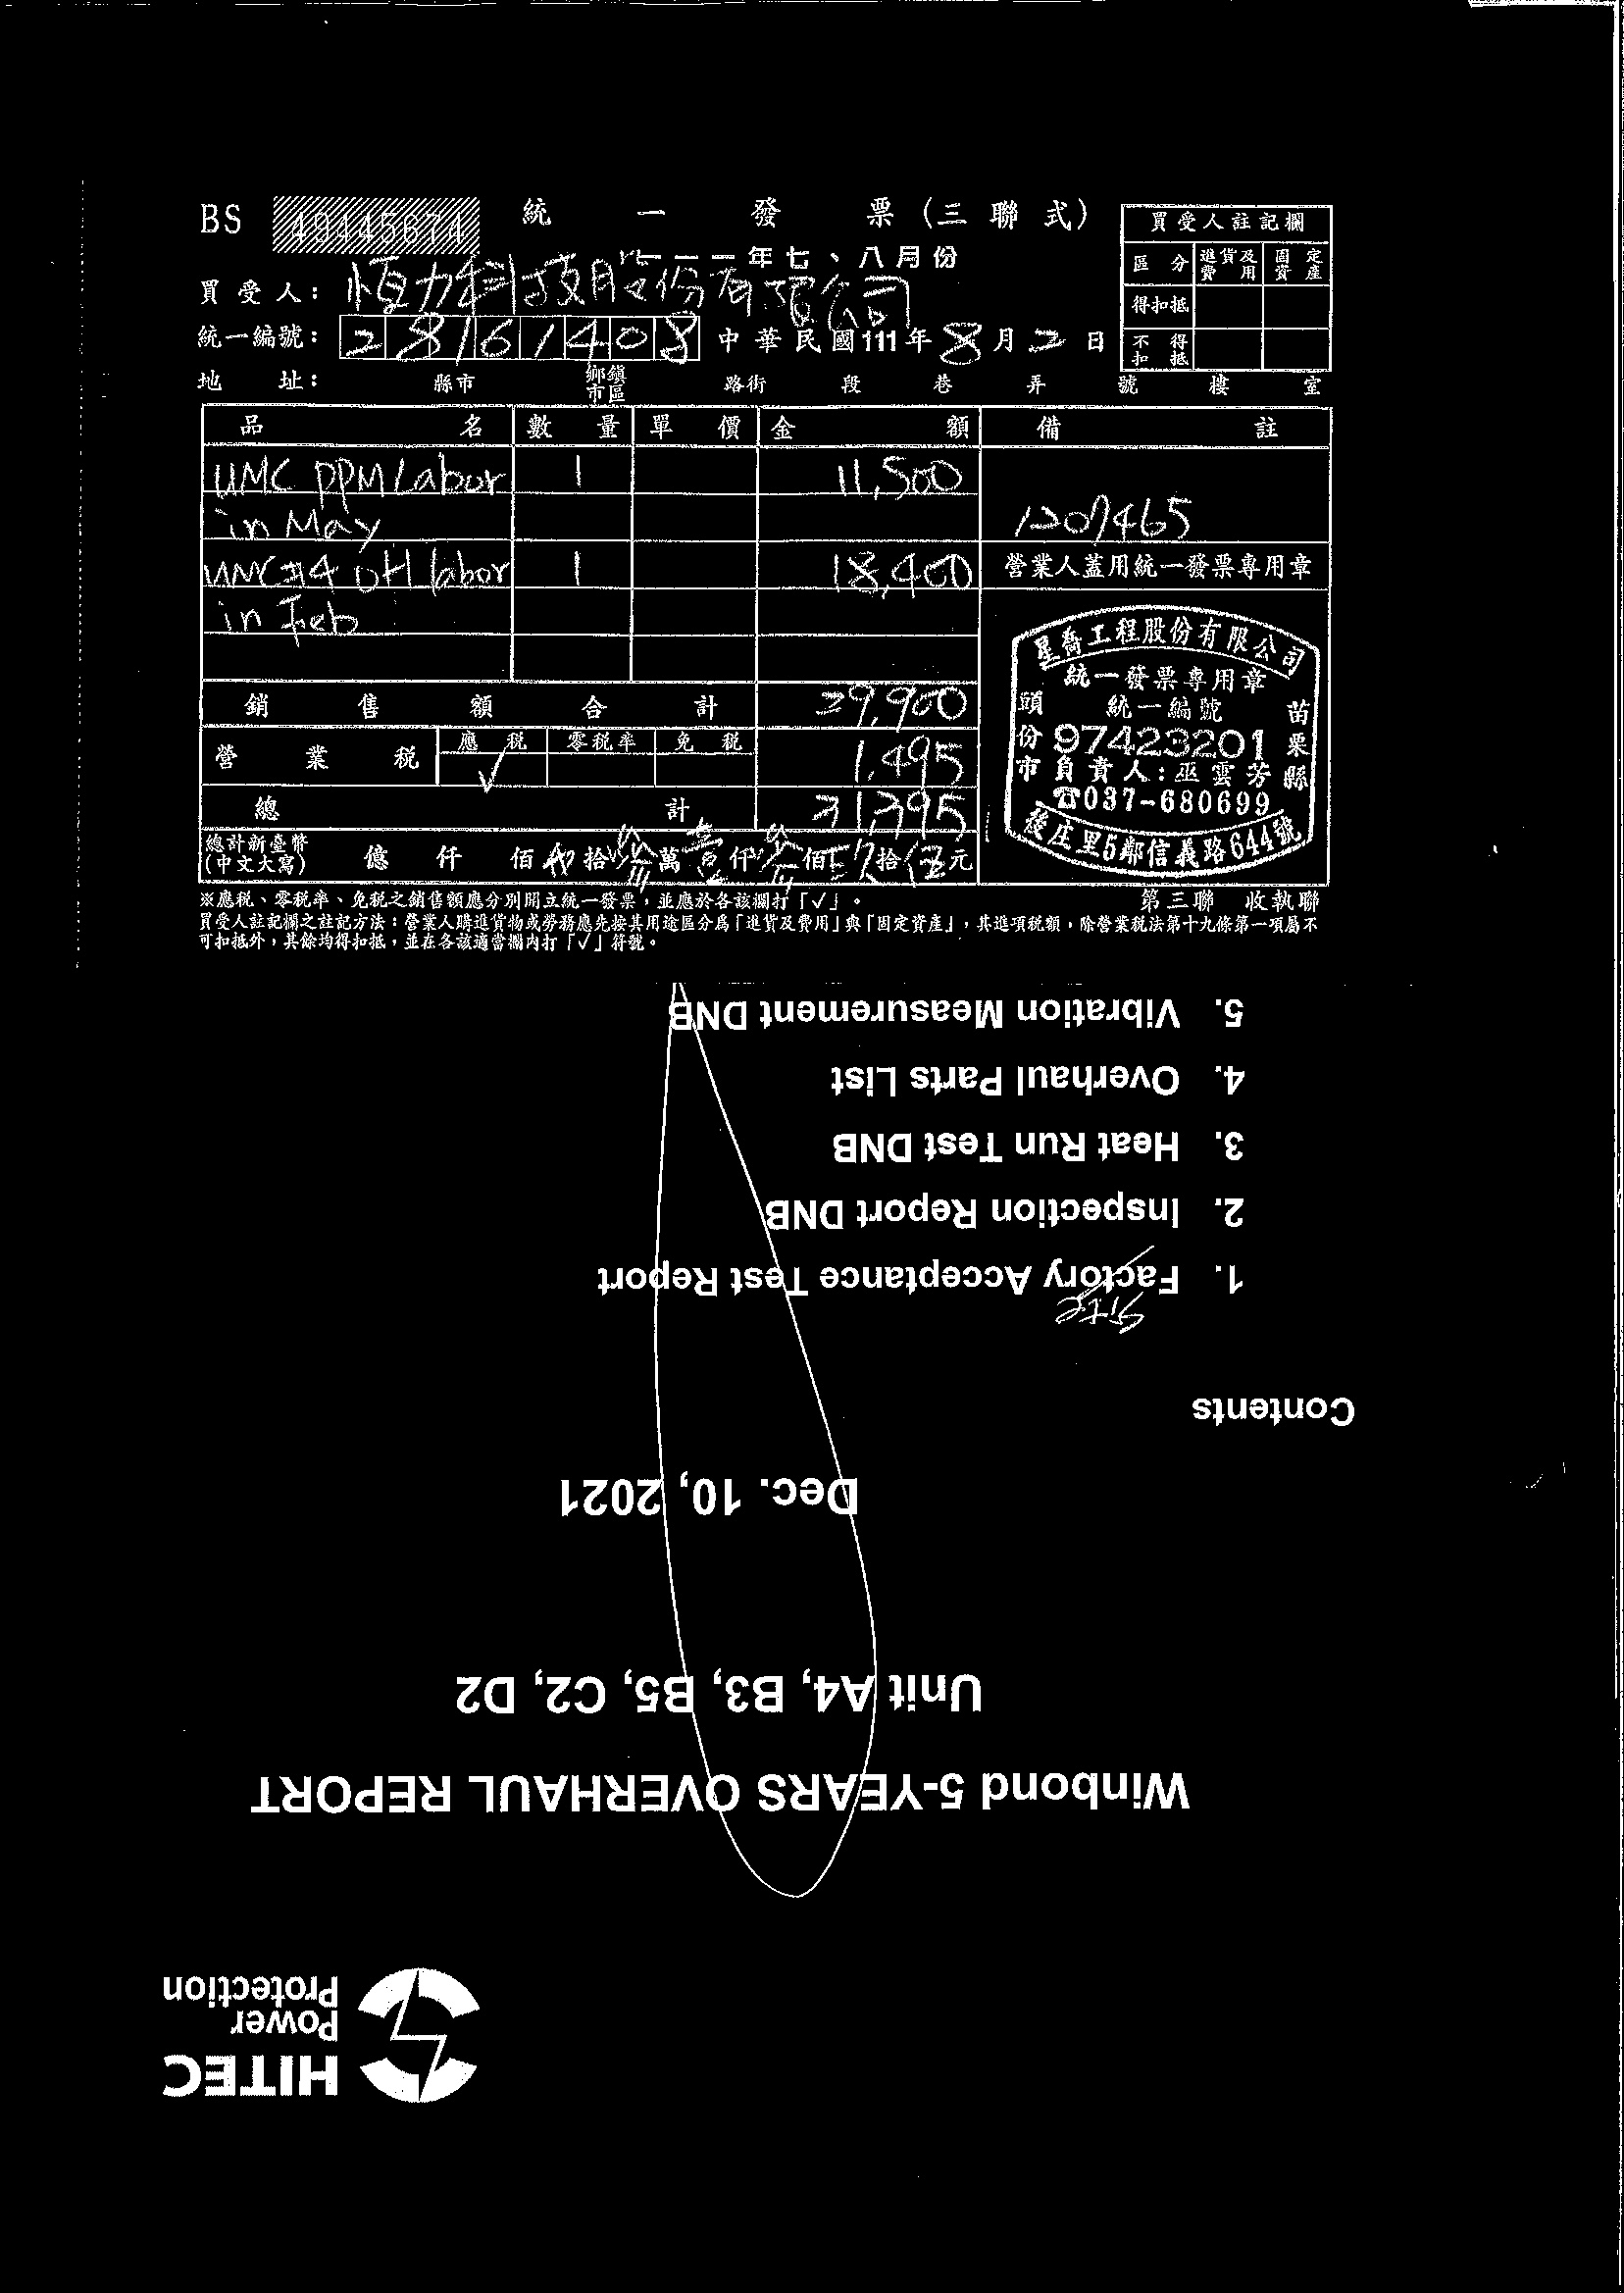 BS 49445674 統一發票(三聯式)
一一一年七、八月份
買受人註記欄
區分 進貨及費用 固定資產
得扣抵
不得扣抵
買受人: 恆力科技股份有限公司
統一編號: 28161408 中華民國111年8月2日
地址: 縣市 鄉鎮市區 路街 段 巷 弄 號 樓 室
品名 數量 單價 金額 備註
UMC PPM Labor 1 11,500
in May 1207465
UMC#4 OH labor 1 18,400 營業人蓋用統一發票專用章
in Feb
銷售額合計 29,900
營業稅 應稅 零稅率 免稅
√ 1,495
總計 31,395
總計新臺幣
(中文大寫) 億 仟 佰 拾 叁萬 壹仟 叁佰 玖拾 伍元
星喬工程股份有限公司
統一發票專用章
統一編號
97423201
負責人:巫雲芳
☎037-680699
苗栗縣
頭份市
後庄里5鄰信義路644號
※應稅、零稅率、免稅之銷售額應分別開立統一發票,並應於各該欄打「√」。
第三聯 收執聯
買受人註記欄之註記方法:營業人購進貨物或勞務應先按其用途區分為「進貨及費用」與「固定資產」,其進項稅額,除營業稅法第十九條第一項屬不
可扣抵外,其餘均得扣抵,並在各該適當欄內打「√」符號。
HITEC
Power
Protection
Winbond 5-YEARS OVERHAUL REPORT
Unit A4, B3, B5, C2, D2
Dec. 10, 2021
Contents
Site
1. Factory Acceptance Test Report
2. Inspection Report DNB
3. Heat Run Test DNB
4. Overhaul Parts List
5. Vibration Measurement DNB